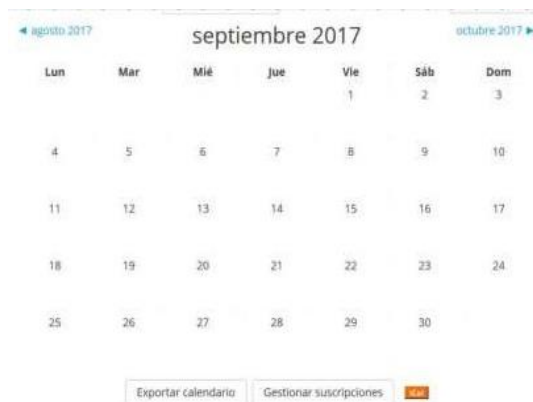 ◄ agosto 2017 septiembre 2017 octubre 2017 ►
Lun Mar Mié Jue Vie Sáb Dom
1 2 3
4 5 6 7 8 9 10
11 12 13 14 15 16 17
18 19 20 21 22 23 24
25 26 27 28 29 30
Exportar calendario Gestionar suscripciones iCal